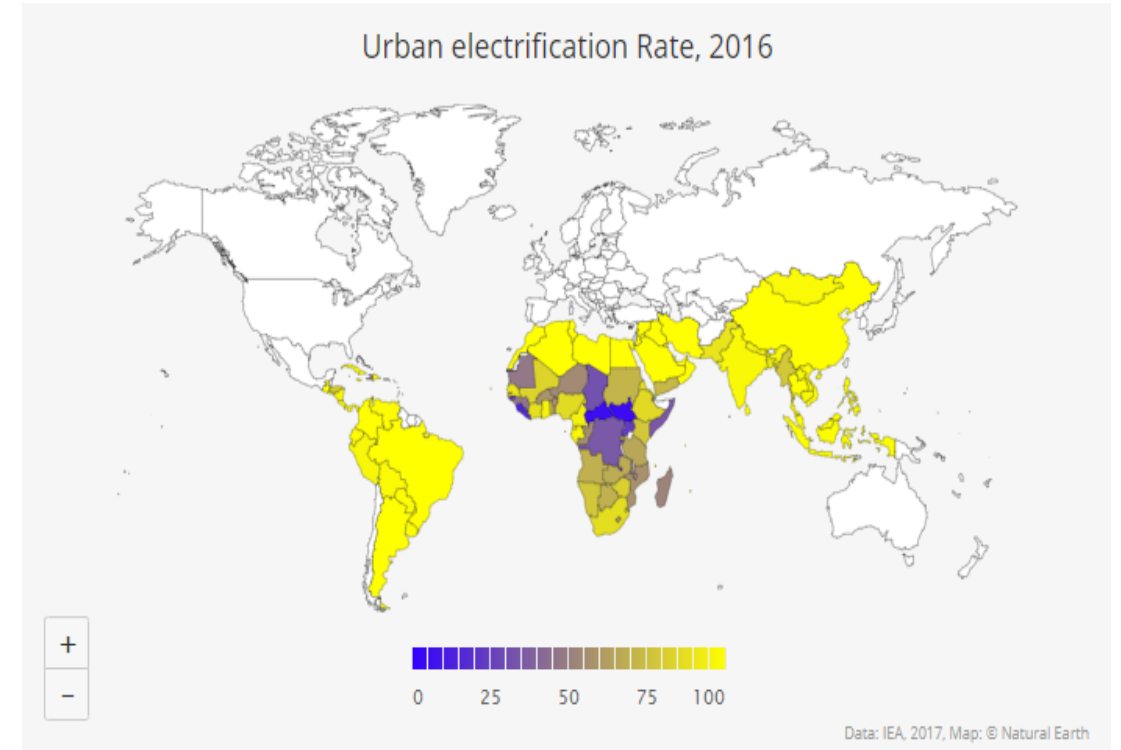 Urban electrification Rate, 2016
+
−
0 25 50 75 100
Data: IEA, 2017, Map: © Natural Earth